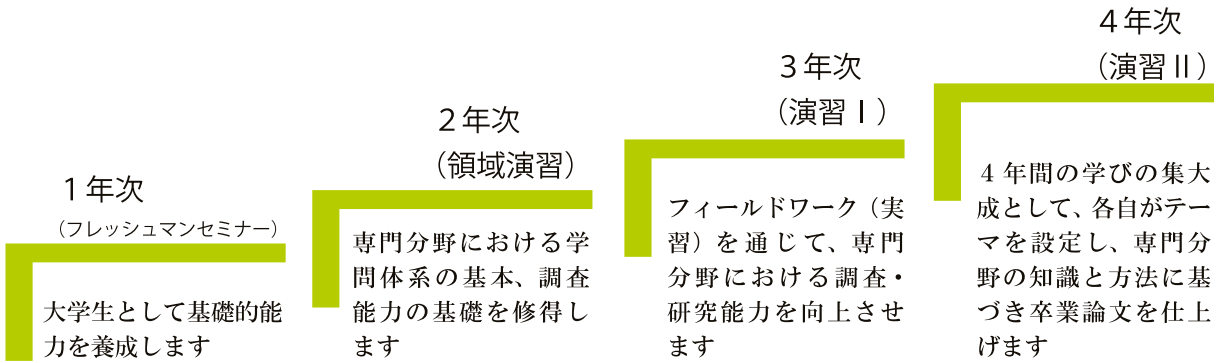 1年次
（フレッシュマンセミナー）
大学生として基礎的能
力を養成します
2年次
（領域演習）
専門分野における学
問体系の基本、調査
能力の基礎を修得し
ます
3年次
（演習Ⅰ）
フィールドワーク（実
習）を通じて、専門
分野における調査・
研究能力を向上させ
ます
4年次
（演習Ⅱ）
4年間の学びの集大
成として、各自がテー
マを設定し、専門分
野の知識と方法に基
づき卒業論文を仕上
げます